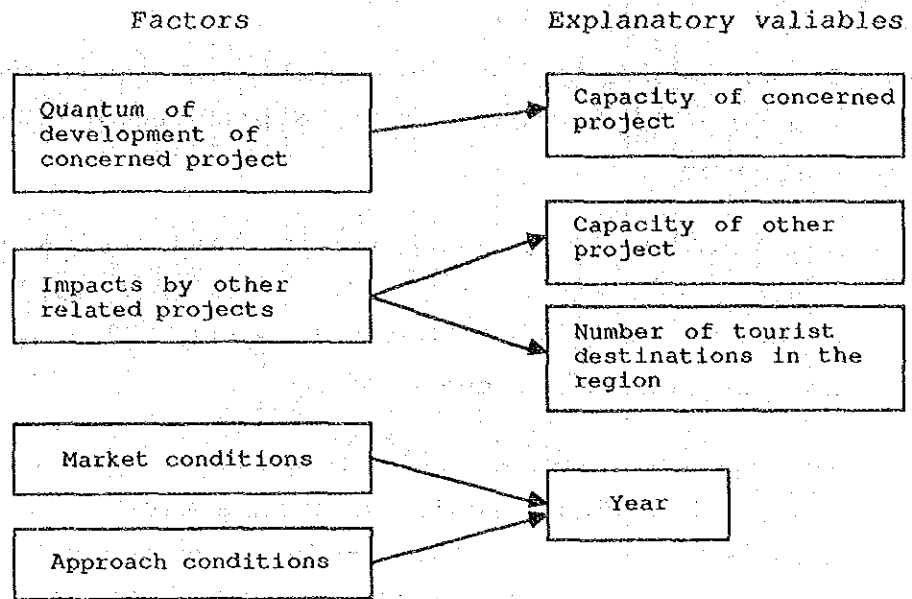 Factors
Explanatory valiables
Quantum of
development of
concerned project
Capacity of concerned
project
Impacts by other
related projects
Capacity of other
project
Number of tourist
destinations in the
region
Market conditions
Approach conditions
Year